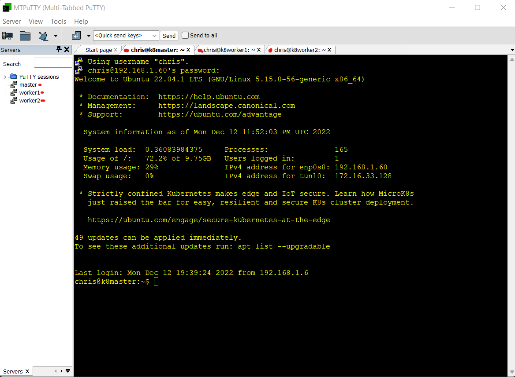 MTPuTTY (Multi-Tabbed PuTTY)
Server View Tools Help
<Quick send keys> Send Send to all
Servers
Start page chris@k8master: ~ chris@k8worker1: ~ chris@k8worker2: ~
Search
PuTTY sessions
master
worker1
worker2
Using username "chris".
chris@192.168.1.60's password:
Welcome to Ubuntu 22.04.1 LTS (GNU/Linux 5.15.0-56-generic x86_64)
* Documentation: https://help.ubuntu.com
* Management: https://landscape.canonical.com
* Support: https://ubuntu.com/advantage
System information as of Mon Dec 12 11:52:03 PM UTC 2022
System load: 0.36083984375 Processes: 165
Usage of /: 72.2% of 9.75GB Users logged in: 1
Memory usage: 29% IPv4 address for enp0s8: 192.168.1.60
Swap usage: 0% IPv4 address for tunl0: 172.16.33.128
* Strictly confined Kubernetes makes edge and IoT secure. Learn how MicroK8s
just raised the bar for easy, resilient and secure K8s cluster deployment.
https://ubuntu.com/engage/secure-kubernetes-at-the-edge
49 updates can be applied immediately.
To see these additional updates run: apt list --upgradable
Last login: Mon Dec 12 19:39:24 2022 from 192.168.1.6
chris@k8master:~$
Servers